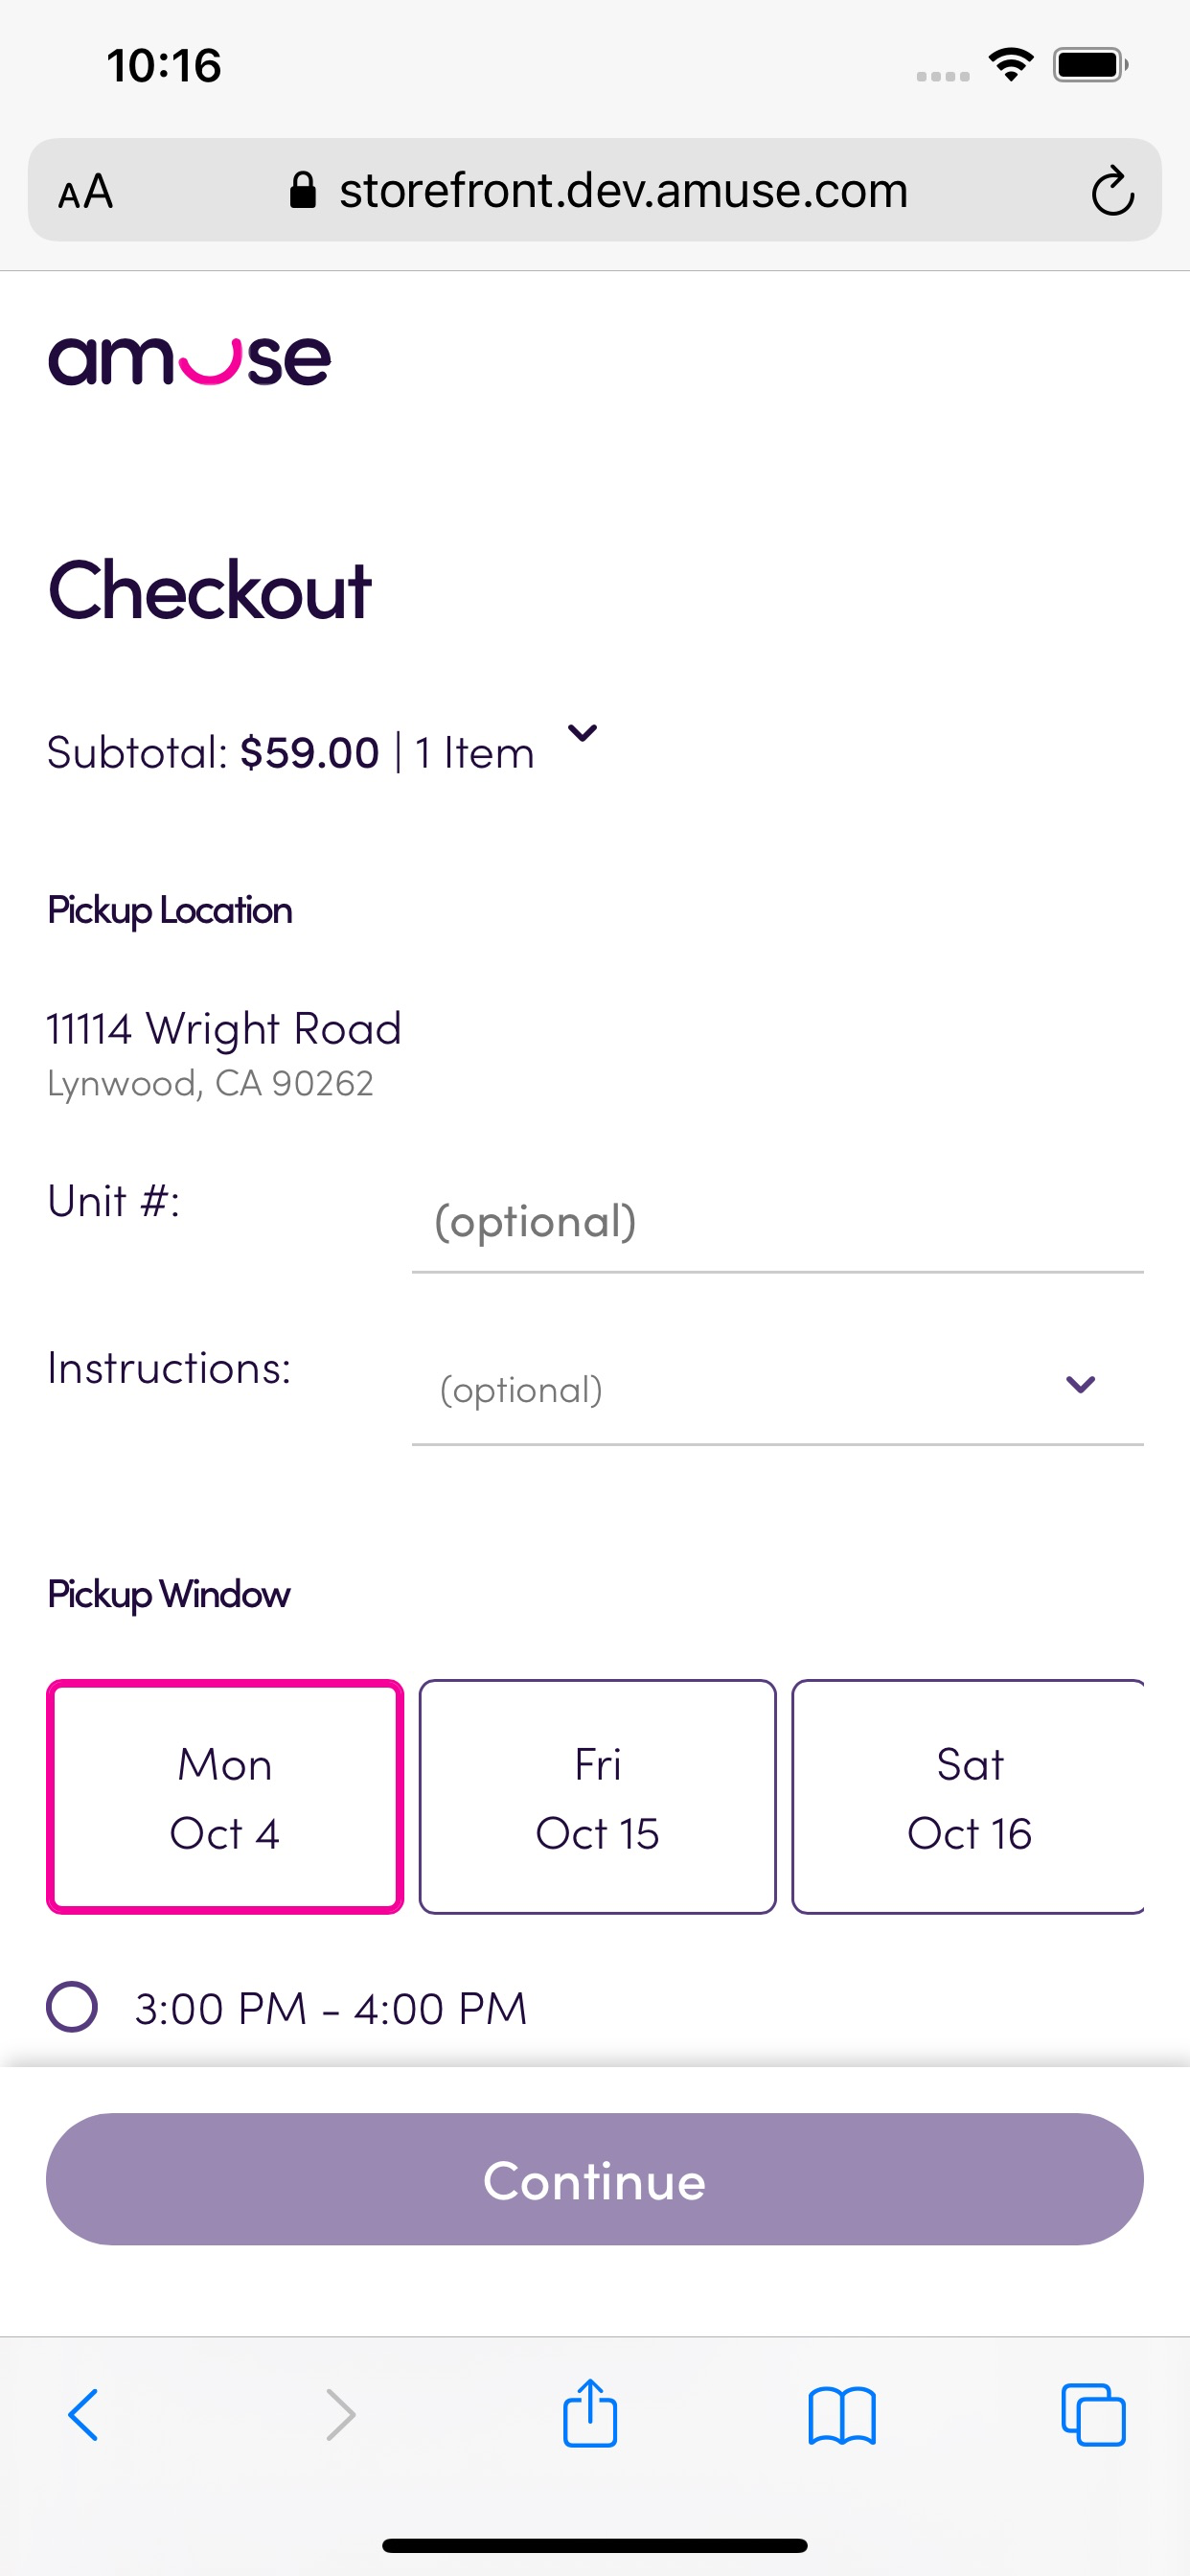 10:16
AA storefront.dev.amuse.com
amuse
Checkout
Subtotal: $59.00 | 1 Item
Pickup Location
11114 Wright Road
Lynwood, CA 90262
Unit #: (optional)
Instructions: (optional)
Pickup Window
Mon Fri Sat
Oct 4 Oct 15 Oct 16
3:00 PM - 4:00 PM
Continue